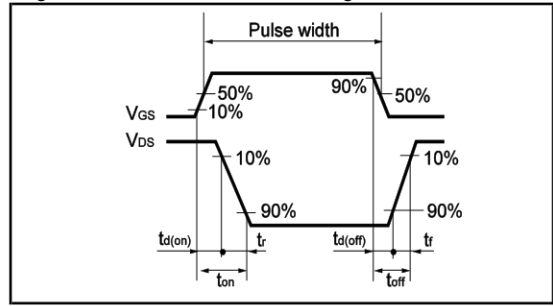 Pulse width
90%
50%
50%
10%
VGS
VDS
10%
10%
90%
90%
td(on)
tr
td(off)
tf
ton
toff